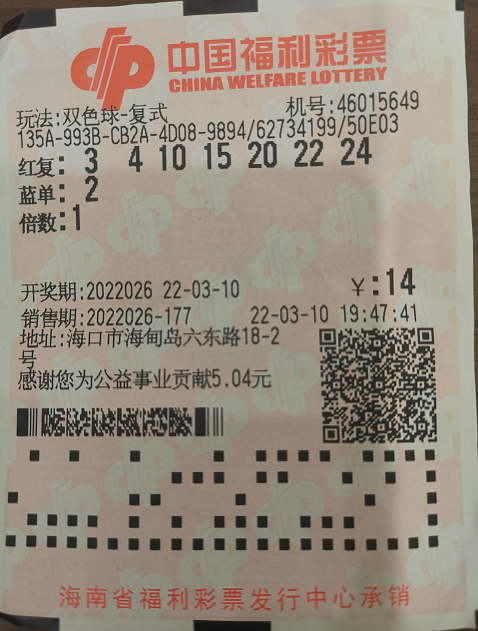 中国福利彩票
CHINA WELFARE LOTTERY
玩法:双色球-复式 机号:46015649
135A-993B-CB2A-4D08-9894/62734199/50E03
红复: 3 4 10 15 20 22 24
蓝单: 2
倍数:1
开奖期:2022026 22-03-10 ¥:14
销售期:2022026-177 22-03-10 19:47:41
地址:海口市海甸岛六东路18-2
号
感谢您为公益事业贡献5.04元
海南省福利彩票发行中心承销